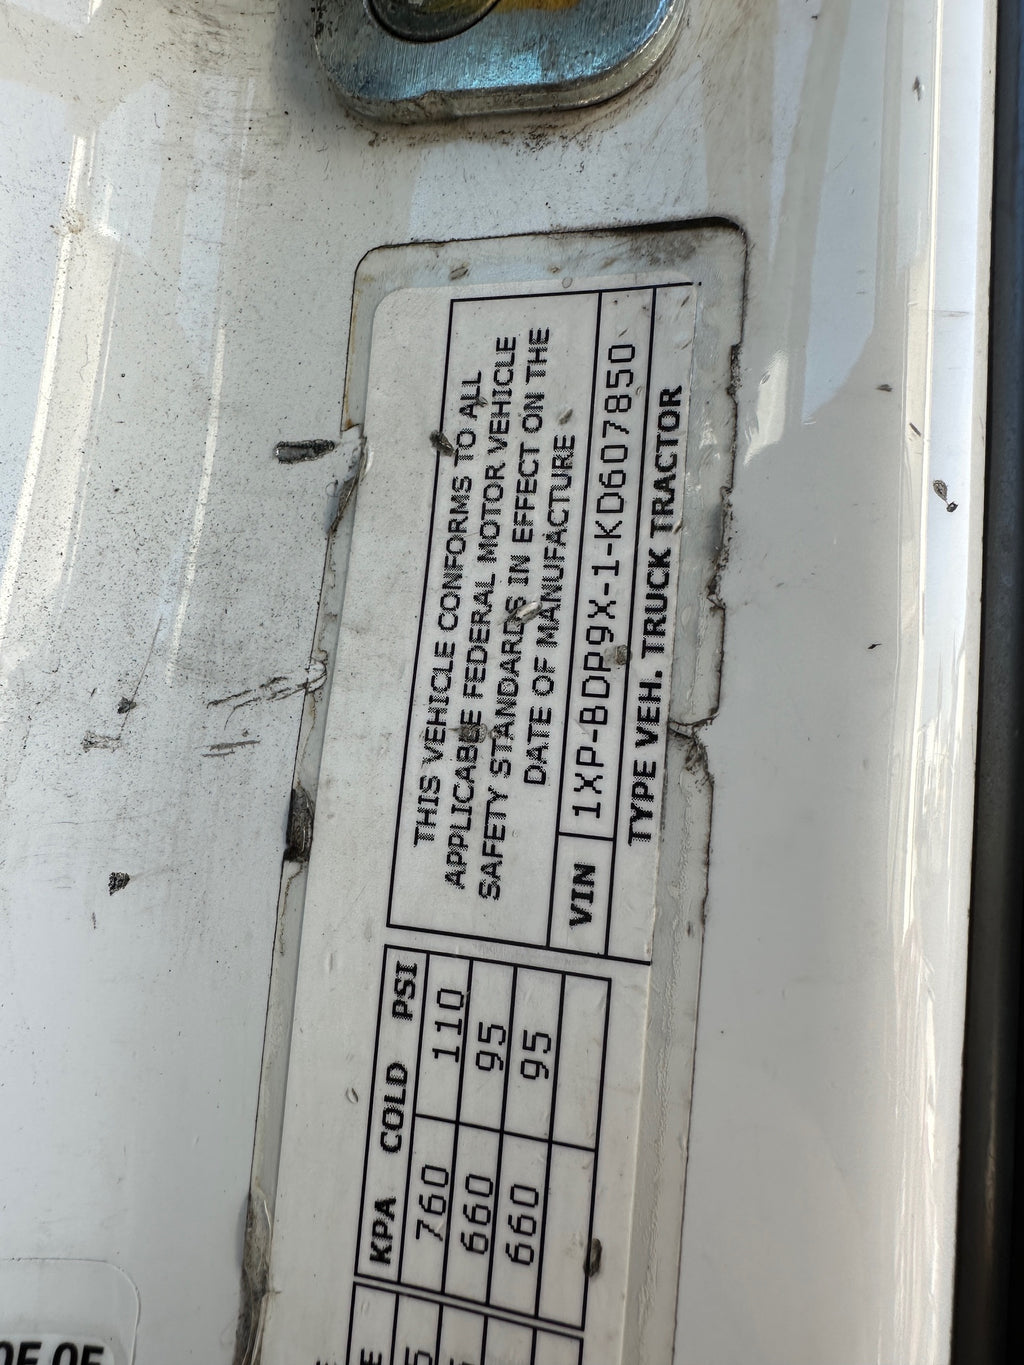 THIS VEHICLE CONFORMS TO ALL
APPLICABLE FEDERAL MOTOR VEHICLE
SAFETY STANDARDS IN EFFECT ON THE
DATE OF MANUFACTURE
VIN 1XP-BDP9X-1-KD607850
TYPE VEH. TRUCK TRACTOR
KPA COLD PSI
760 110
660 95
660 95